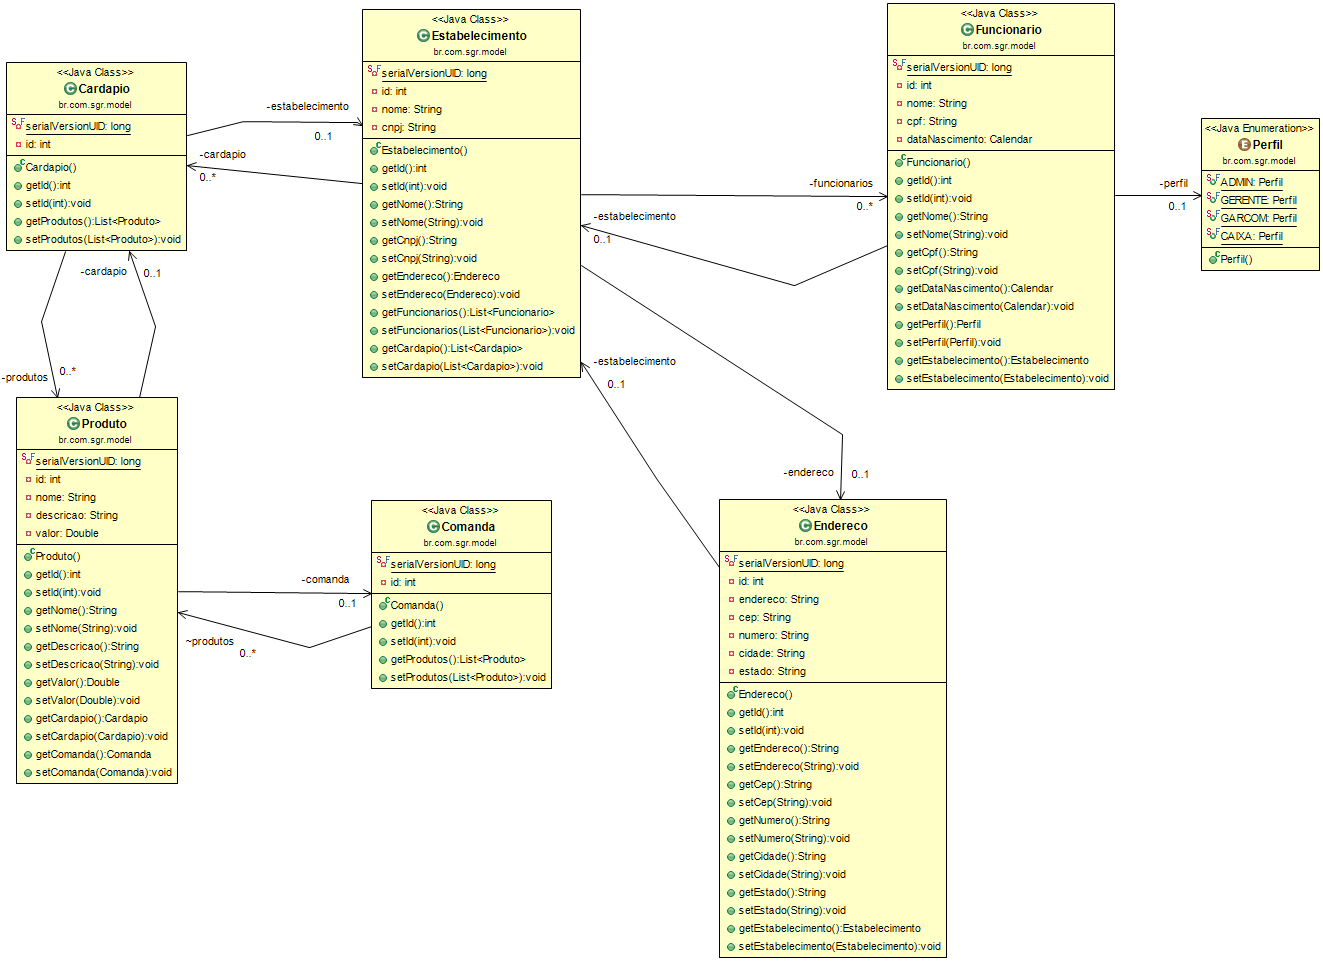 <<Java Class>>
Cardapio
br.com.sgr.model
serialVersionUID: long
id: int
Cardapio()
getId():int
setId(int):void
getProdutos():List<Produto>
setProdutos(List<Produto>):void
-estabelecimento
0..1
-cardapio
0..*
<<Java Class>>
Estabelecimento
br.com.sgr.model
serialVersionUID: long
id: int
nome: String
cnpj: String
Estabelecimento()
getId():int
setId(int):void
getNome():String
setNome(String):void
getCnpj():String
setCnpj(String):void
getEndereco():Endereco
setEndereco(Endereco):void
getFuncionarios():List<Funcionario>
setFuncionarios(List<Funcionario>):void
getCardapio():List<Cardapio>
setCardapio(List<Cardapio>):void
-funcionarios
0..*
-estabelecimento
0..1
<<Java Class>>
Funcionario
br.com.sgr.model
serialVersionUID: long
id: int
nome: String
cpf: String
dataNascimento: Calendar
Funcionario()
getId():int
setId(int):void
getNome():String
setNome(String):void
getCpf():String
setCpf(String):void
getDataNascimento():Calendar
setDataNascimento(Calendar):void
getPerfil():Perfil
setPerfil(Perfil):void
getEstabelecimento():Estabelecimento
setEstabelecimento(Estabelecimento):void
-perfil
0..1
<<Java Enumeration>>
Perfil
br.com.sgr.model
ADMIN: Perfil
GERENTE: Perfil
GARCOM: Perfil
CAIXA: Perfil
Perfil()
-cardapio
0..1
-produtos
0..*
-estabelecimento
0..1
-endereco
0..1
<<Java Class>>
Produto
br.com.sgr.model
serialVersionUID: long
id: int
nome: String
descricao: String
valor: Double
Produto()
getId():int
setId(int):void
getNome():String
setNome(String):void
getDescricao():String
setDescricao(String):void
getValor():Double
setValor(Double):void
getCardapio():Cardapio
setCardapio(Cardapio):void
getComanda():Comanda
setComanda(Comanda):void
-comanda
0..1
~produtos
0..*
<<Java Class>>
Comanda
br.com.sgr.model
serialVersionUID: long
id: int
Comanda()
getId():int
setId(int):void
getProdutos():List<Produto>
setProdutos(List<Produto>):void
<<Java Class>>
Endereco
br.com.sgr.model
serialVersionUID: long
id: int
endereco: String
cep: String
numero: String
cidade: String
estado: String
Endereco()
getId():int
setId(int):void
getEndereco():String
setEndereco(String):void
getCep():String
setCep(String):void
getNumero():String
setNumero(String):void
getCidade():String
setCidade(String):void
getEstado():String
setEstado(String):void
getEstabelecimento():Estabelecimento
setEstabelecimento(Estabelecimento):void